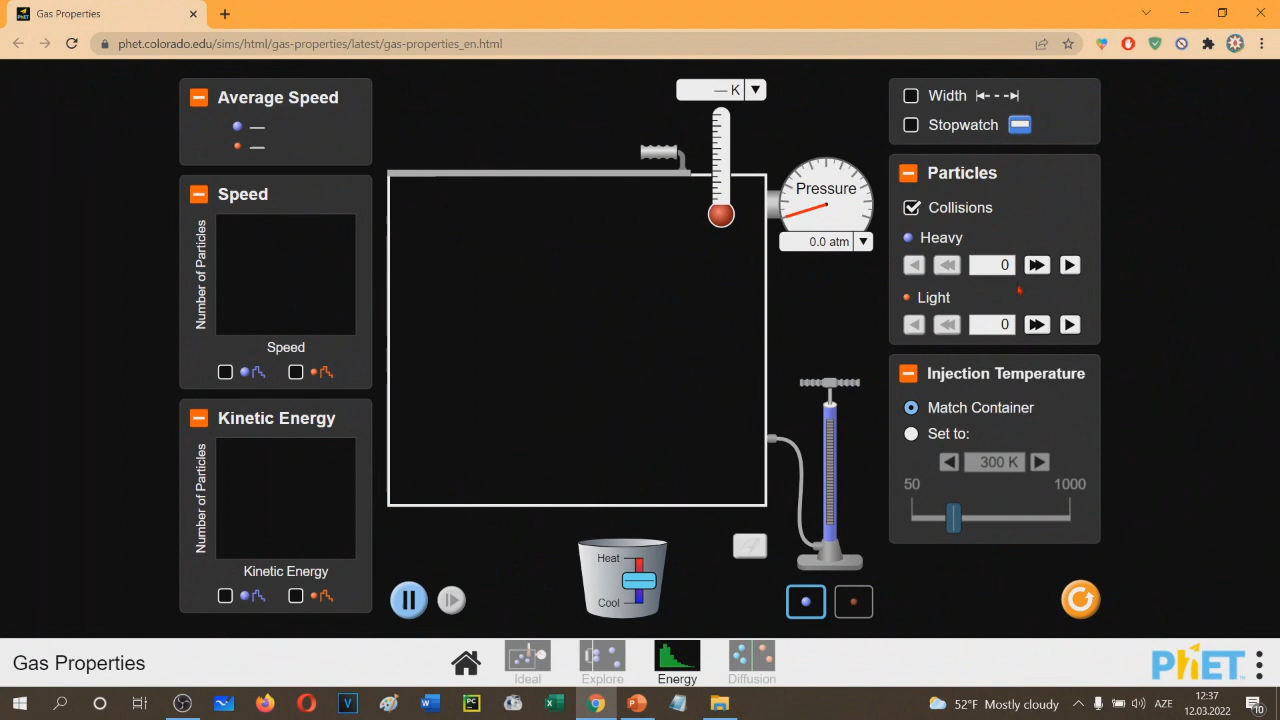 Gas Properties
phet.colorado.edu/sims/html/gas-properties/latest/gas-properties_en.html
Average Speed
—
—
Speed
Number of Particles
Speed
Kinetic Energy
Number of Particles
Kinetic Energy
— K
Pressure
0.0 atm
Heat
Cool
Width
Stopwatch
Particles
Collisions
Heavy
0
Light
0
Injection Temperature
Match Container
Set to:
300 K
50 1000
Gas Properties
Ideal
Explore
Energy
Diffusion
PhET
52°F Mostly cloudy
AZE
12:37
12.03.2022
10